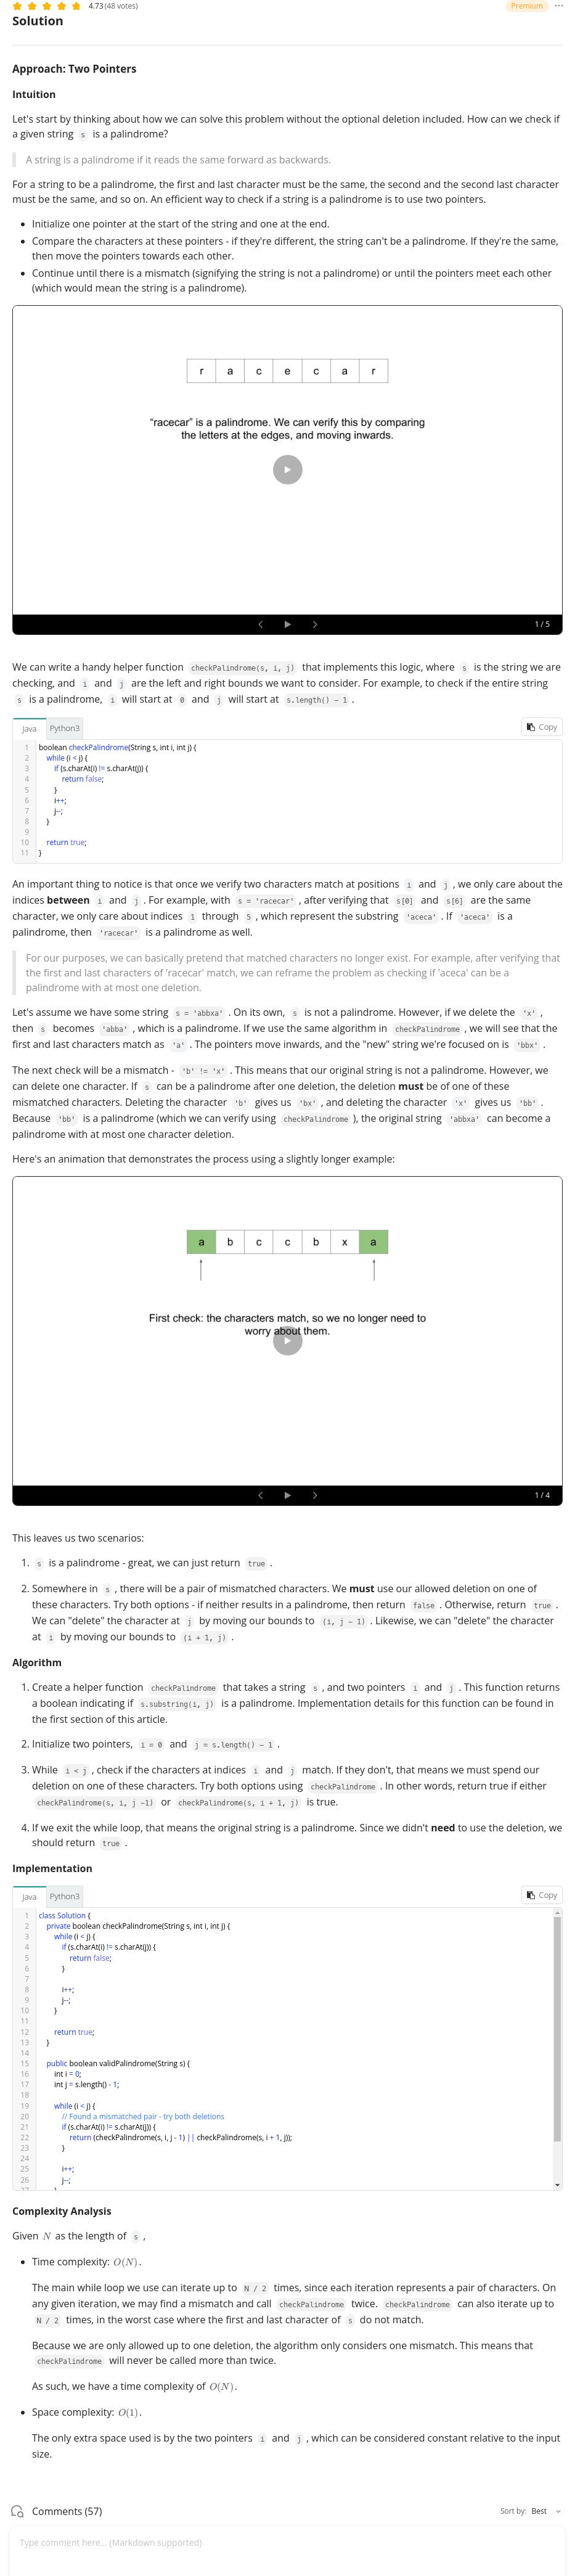 4.73 (48 votes)
Premium
Solution
Approach: Two Pointers
Intuition
Let's start by thinking about how we can solve this problem without the optional deletion included. How can we check if
a given string s is a palindrome?
A string is a palindrome if it reads the same forward as backwards.
For a string to be a palindrome, the first and last character must be the same, the second and the second last character
must be the same, and so on. An efficient way to check if a string is a palindrome is to use two pointers.
• Initialize one pointer at the start of the string and one at the end.
• Compare the characters at these pointers - if they're different, the string can't be a palindrome. If they're the same,
then move the pointers towards each other.
• Continue until there is a mismatch (signifying the string is not a palindrome) or until the pointers meet each other
(which would mean the string is a palindrome).
r a c e c a r
"racecar" is a palindrome. We can verify this by comparing
the letters at the edges, and moving inwards.
1 / 5
We can write a handy helper function checkPalindrome(s, i, j) that implements this logic, where s is the string we are
checking, and i and j are the left and right bounds we want to consider. For example, to check if the entire string
s is a palindrome, i will start at 0 and j will start at s.length() - 1 .
Java Python3 Copy
1 boolean checkPalindrome(String s, int i, int j) {
2 while (i < j) {
3 if (s.charAt(i) != s.charAt(j)) {
4 return false;
5 }
6 i++;
7 j--;
8 }
9
10 return true;
11 }
An important thing to notice is that once we verify two characters match at positions i and j , we only care about the
indices between i and j . For example, with s = 'racecar' , after verifying that s[0] and s[6] are the same
character, we only care about indices 1 through 5 , which represent the substring 'aceca' . If 'aceca' is a
palindrome, then 'racecar' is a palindrome as well.
For our purposes, we can basically pretend that matched characters no longer exist. For example, after verifying that
the first and last characters of 'racecar' match, we can reframe the problem as checking if 'aceca' can be a
palindrome with at most one deletion.
Let's assume we have some string s = 'abbxa' . On its own, s is not a palindrome. However, if we delete the 'x' ,
then s becomes 'abba' , which is a palindrome. If we use the same algorithm in checkPalindrome , we will see that the
first and last characters match as 'a' . The pointers move inwards, and the "new" string we're focused on is 'bbx' .
The next check will be a mismatch - 'b' != 'x' . This means that our original string is not a palindrome. However, we
can delete one character. If s can be a palindrome after one deletion, the deletion must be of one of these
mismatched characters. Deleting the character 'b' gives us 'bx' , and deleting the character 'x' gives us 'bb' .
Because 'bb' is a palindrome (which we can verify using checkPalindrome ), the original string 'abbxa' can become a
palindrome with at most one character deletion.
Here's an animation that demonstrates the process using a slightly longer example:
a b c c b x a
First check: the characters match, so we no longer need to
worry about them.
1 / 4
This leaves us two scenarios:
1. s is a palindrome - great, we can just return true .
2. Somewhere in s , there will be a pair of mismatched characters. We must use our allowed deletion on one of
these characters. Try both options - if neither results in a palindrome, then return false . Otherwise, return true .
We can "delete" the character at j by moving our bounds to (i, j - 1) . Likewise, we can "delete" the character
at i by moving our bounds to (i + 1, j) .
Algorithm
1. Create a helper function checkPalindrome that takes a string s , and two pointers i and j . This function returns
a boolean indicating if s.substring(i, j) is a palindrome. Implementation details for this function can be found in
the first section of this article.
2. Initialize two pointers, i = 0 and j = s.length() - 1 .
3. While i < j , check if the characters at indices i and j match. If they don't, that means we must spend our
deletion on one of these characters. Try both options using checkPalindrome . In other words, return true if either
checkPalindrome(s, i, j -1) or checkPalindrome(s, i + 1, j) is true.
4. If we exit the while loop, that means the original string is a palindrome. Since we didn't need to use the deletion, we
should return true .
Implementation
Java Python3 Copy
1 class Solution {
2 private boolean checkPalindrome(String s, int i, int j) {
3 while (i < j) {
4 if (s.charAt(i) != s.charAt(j)) {
5 return false;
6 }
7
8 i++;
9 j--;
10 }
11
12 return true;
13 }
14
15 public boolean validPalindrome(String s) {
16 int i = 0;
17 int j = s.length() - 1;
18
19 while (i < j) {
20 // Found a mismatched pair - try both deletions
21 if (s.charAt(i) != s.charAt(j)) {
22 return (checkPalindrome(s, i, j - 1) || checkPalindrome(s, i + 1, j));
23 }
24
25 i++;
26 j--;
Complexity Analysis
Given N as the length of s ,
• Time complexity: O(N).
The main while loop we use can iterate up to N / 2 times, since each iteration represents a pair of characters. On
any given iteration, we may find a mismatch and call checkPalindrome twice. checkPalindrome can also iterate up to
N / 2 times, in the worst case where the first and last character of s do not match.
Because we are only allowed up to one deletion, the algorithm only considers one mismatch. This means that
checkPalindrome will never be called more than twice.
As such, we have a time complexity of O(N).
• Space complexity: O(1).
The only extra space used is by the two pointers i and j , which can be considered constant relative to the input
size.
Comments (57)
Sort by: Best
Type comment here... (Markdown supported)